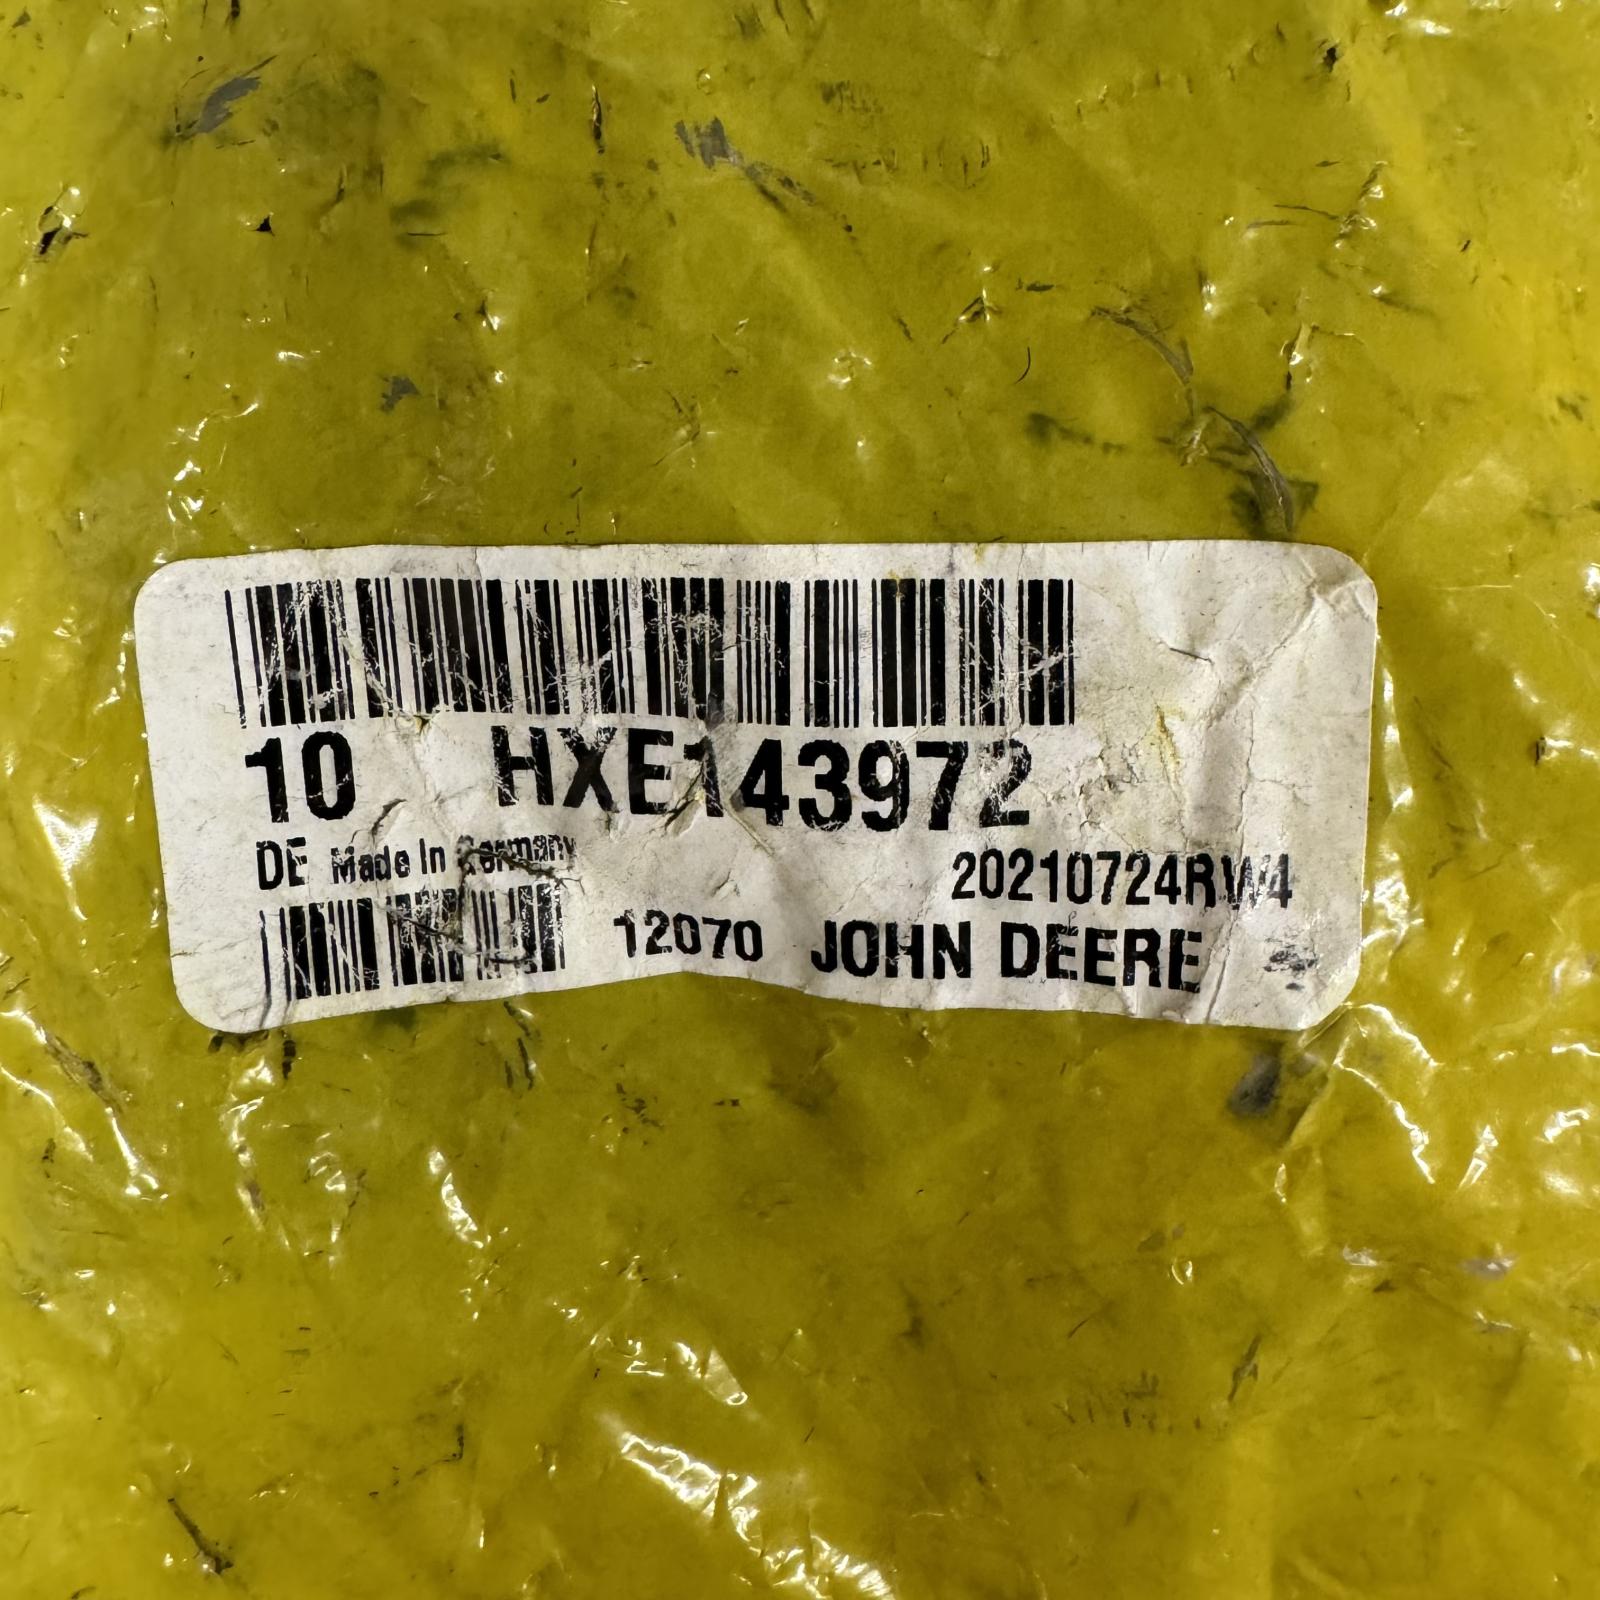 10 HXE143972
DE Made In Germany
20210724RW4
12070 JOHN DEERE